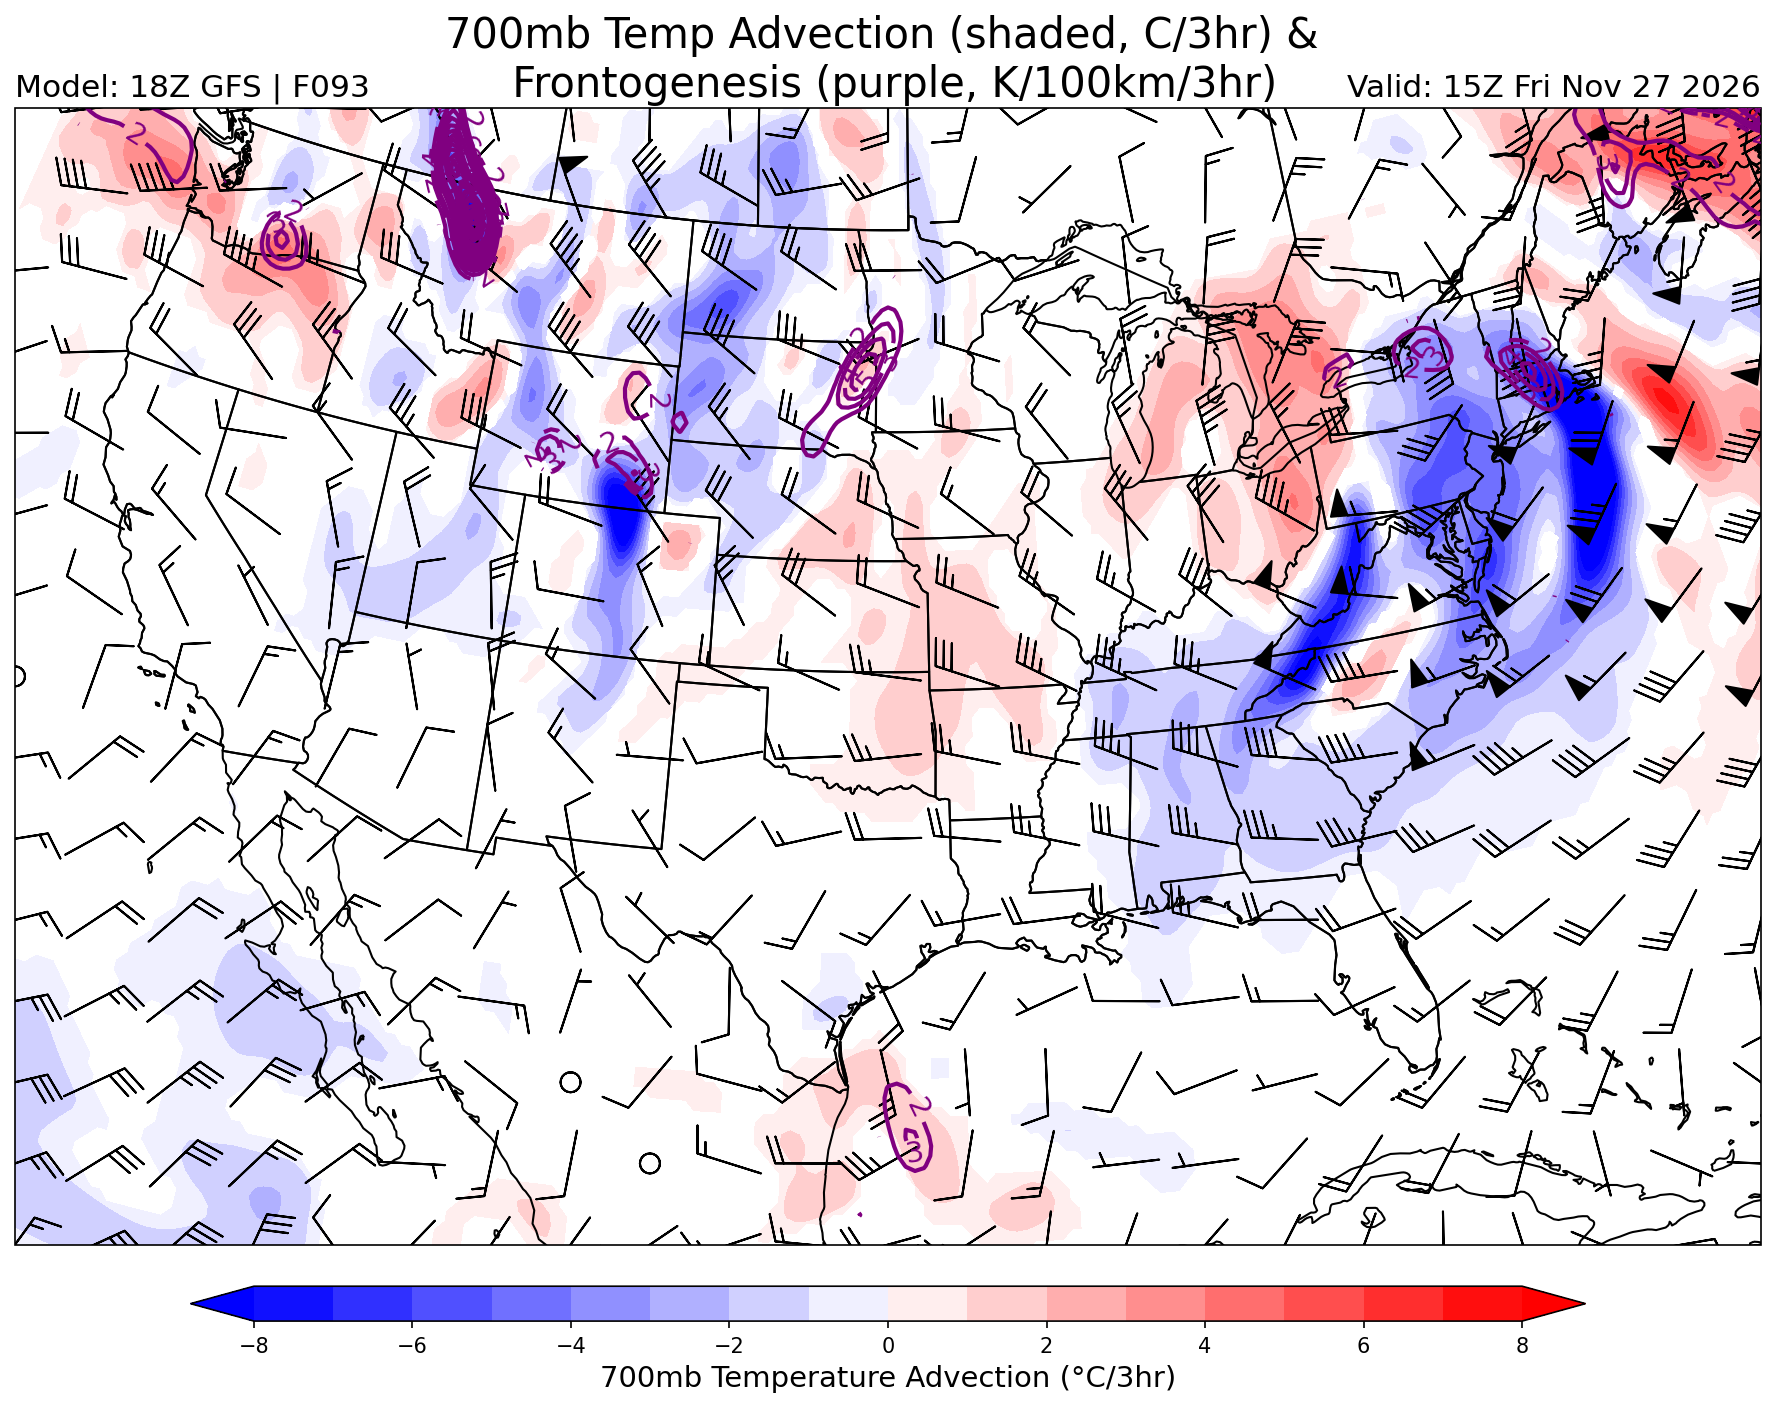 700mb Temp Advection (shaded, C/3hr) &
Frontogenesis (purple, K/100km/3hr)
Model: 18Z GFS | F093
Valid: 15Z Fri Nov 27 2026
−8 −6 −4 −2 0 2 4 6 8
700mb Temperature Advection (°C/3hr)